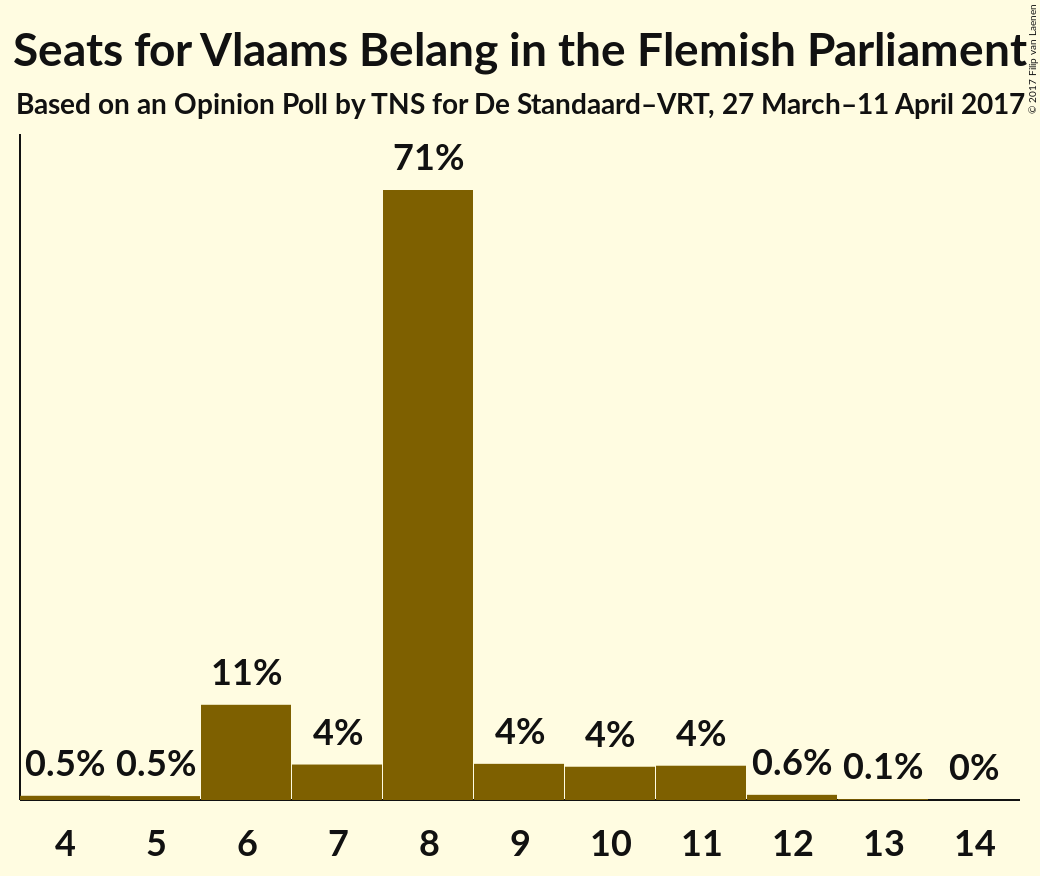 Seats for Vlaams Belang in the Flemish Parliament
Based on an Opinion Poll by TNS for De Standaard–VRT, 27 March–11 April 2017
© 2017 Filip van Laenen
71%
11%
4%
4%
4%
4%
0.5%
0.5%
0.6%
0.1%
0%
4 5 6 7 8 9 10 11 12 13 14